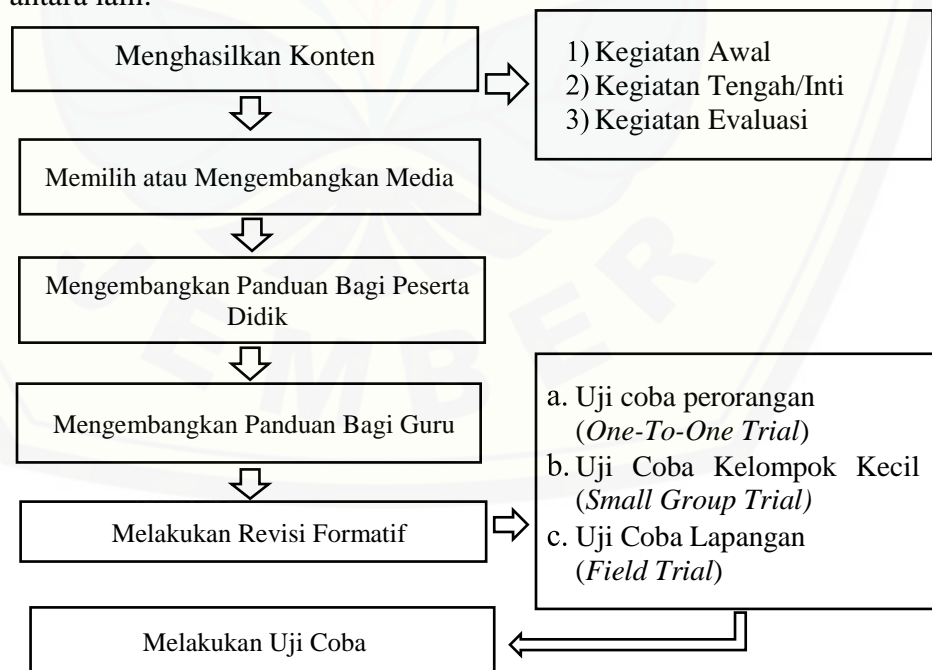 antara lain:
Menghasilkan Konten
1) Kegiatan Awal
2) Kegiatan Tengah/Inti
3) Kegiatan Evaluasi
Memilih atau Mengembangkan Media
Mengembangkan Panduan Bagi Peserta
Didik
Mengembangkan Panduan Bagi Guru
Melakukan Revisi Formatif
a. Uji coba perorangan
(One-To-One Trial)
b. Uji Coba Kelompok Kecil
(Small Group Trial)
c. Uji Coba Lapangan
(Field Trial)
Melakukan Uji Coba
JEMBER